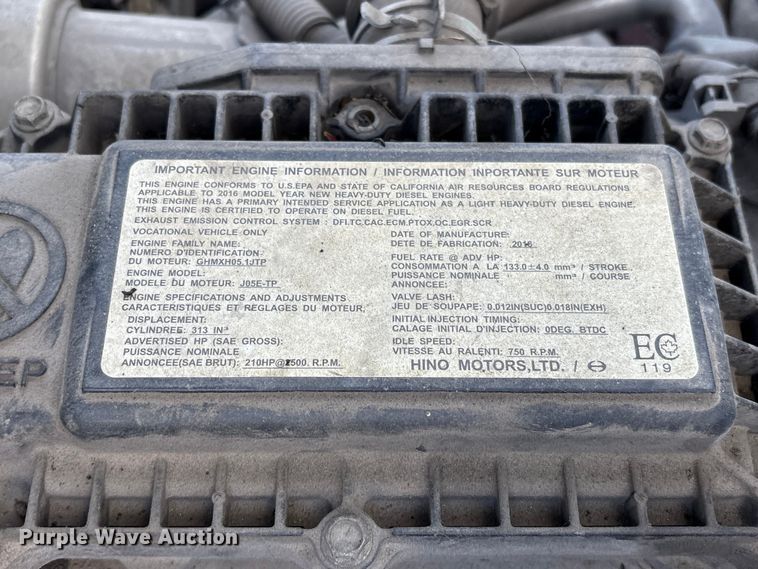 IMPORTANT ENGINE INFORMATION / INFORMATION INPORTANTE SUR MOTEUR
THIS ENGINE CONFORMS TO U.S.EPA AND STATE OF CALIFORNIA AIR RESOURCES BOARD REGULATIONS
APPLICABLE TO 2016 MODEL YEAR NEW HEAVY-DUTY DIESEL ENGINES.
THIS ENGINE HAS A PRIMARY INTENDED SERVICE APPLICATION AS A LIGHT HEAVY-DUTY DIESEL ENGINE.
THIS ENGINE IS CERTIFIED TO OPERATE ON DIESEL FUEL.
EXHAUST EMISSION CONTROL SYSTEM : DFI.TC.CAC.ECM.PTOX.OC.EGR.SCR
VOCATIONAL VEHICLE ONLY
ENGINE FAMILY NAME:
NUMERO D'IDENTIFICATION
DU MOTEUR: GHMXH05.1JTP
ENGINE MODEL:
MODELE DU MOTEUR: J05E-TP
ENGINE SPECIFICATIONS AND ADJUSTMENTS
CARACTERISTIQUES ET REGLAGES DU MOTEUR,
DISPLACEMENT:
CYLINDREE: 313 IN³
ADVERTISED HP (SAE GROSS):
PUISSANCE NOMINALE
ANNONCEE(SAE BRUT): 210HP@2500. R.P.M.
DATE OF MANUFACTURE:
DETE DE FABRICATION: 2016
FUEL RATE @ ADV HP:
CONSOMMATION A LA 133.0±4.0 mm³ / STROKE
PUISSANCE NOMINALE mm³ / COURSE
ANNONCEE:
VALVE LASH:
JEU DE SOUPAPE: 0.012IN(SUC)0.018IN(EXH)
INITIAL INJECTION TIMING:
CALAGE INITIAL D'INJECTION: 0DEG. BTDC
IDLE SPEED:
VITESSE AU RALENTI: 750 R.P.M.
HINO MOTORS,LTD. /
EC
119
EP
Purple Wave Auction